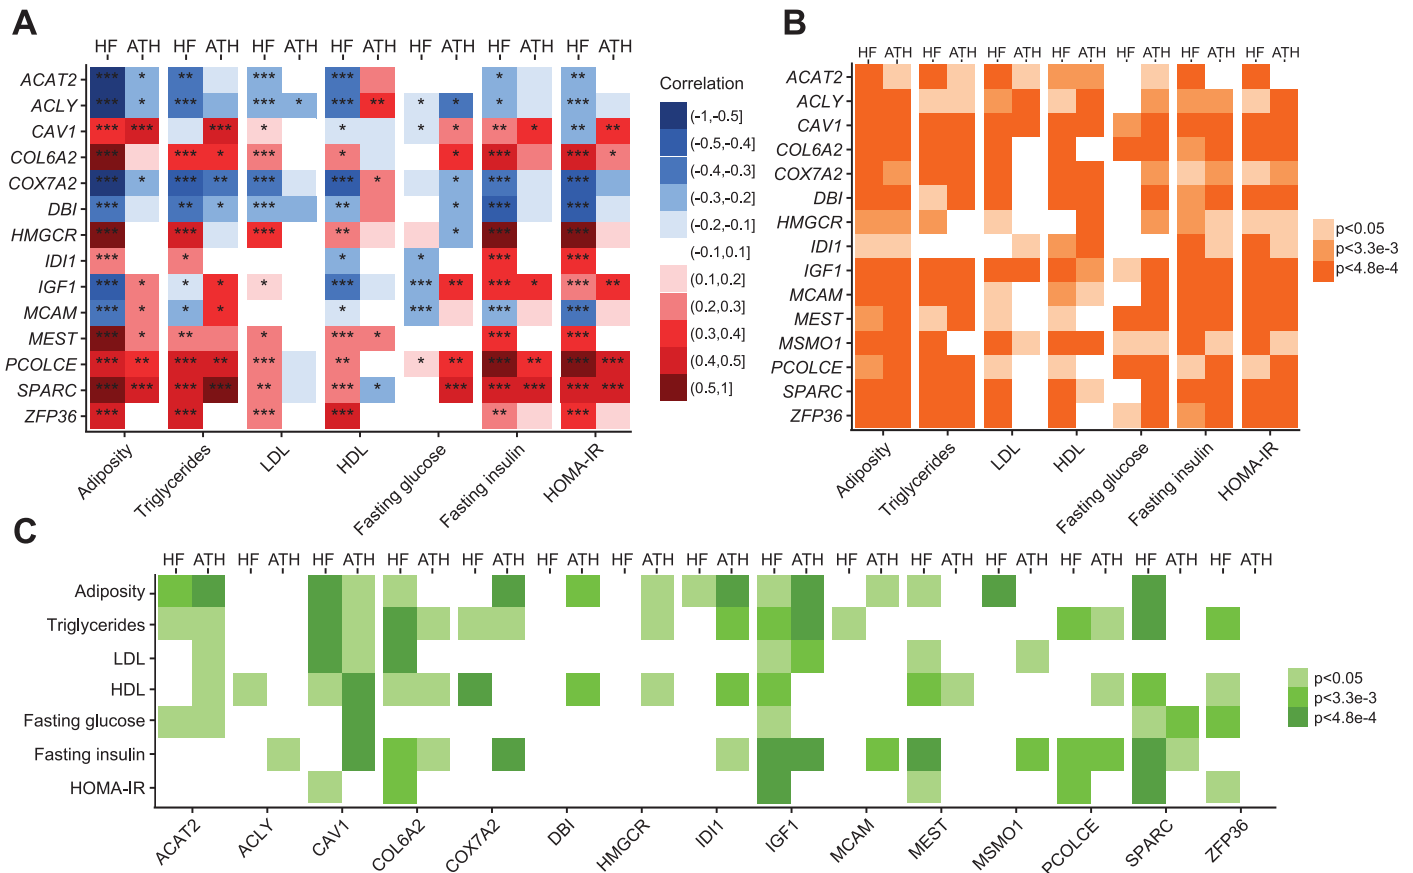 A
HF ATH HF ATH HF ATH HF ATH HF ATH HF ATH HF ATH
ACAT2 *** * ** *** *** * **
ACLY *** * *** *** * *** ** * * * ***
CAV1 *** *** *** * * * * ** * ** **
COL6A2 *** *** * *** * * *** *** *
COX7A2 *** * *** ** *** *** * * *** ***
DBI *** ** * *** ** * *** ***
HMGCR *** *** *** ** * *** ***
IDI1 *** * * * *** ***
IGF1 *** * * * * *** *** ** *** * *** **
MCAM *** * * * * *** *** ***
MEST *** * ** * *** * *** ***
PCOLCE *** ** *** ** *** ** * ** *** ** *** ***
SPARC *** *** *** *** ** *** * *** *** *** *** ***
ZFP36 *** *** *** *** ** ***
Adiposity Triglycerides LDL HDL Fasting glucose Fasting insulin HOMA-IR
Correlation
(-1,-0.5]
(-0.5,-0.4]
(-0.4,-0.3]
(-0.3,-0.2]
(-0.2,-0.1]
(-0.1,0.1]
(0.1,0.2]
(0.2,0.3]
(0.3,0.4]
(0.4,0.5]
(0.5,1]
B
HF ATH HF ATH HF ATH HF ATH HF ATH HF ATH HF ATH
ACAT2
ACLY
CAV1
COL6A2
COX7A2
DBI
HMGCR
IDI1
IGF1
MCAM
MEST
MSMO1
PCOLCE
SPARC
ZFP36
Adiposity Triglycerides LDL HDL Fasting glucose Fasting insulin HOMA-IR
p<0.05
p<3.3e-3
p<4.8e-4
C
HF ATH HF ATH HF ATH HF ATH HF ATH HF ATH HF ATH HF ATH HF ATH HF ATH HF ATH HF ATH HF ATH HF ATH HF ATH
Adiposity
Triglycerides
LDL
HDL
Fasting glucose
Fasting insulin
HOMA-IR
ACAT2 ACLY CAV1 COL6A2 COX7A2 DBI HMGCR IDI1 IGF1 MCAM MEST MSMO1 PCOLCE SPARC ZFP36
p<0.05
p<3.3e-3
p<4.8e-4